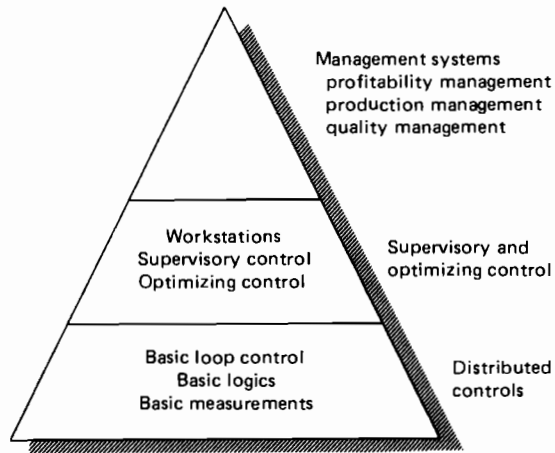 Management systems
profitability management
production management
quality management
Workstations
Supervisory control
Optimizing control
Supervisory and
optimizing control
Basic loop control
Basic logics
Basic measurements
Distributed
controls